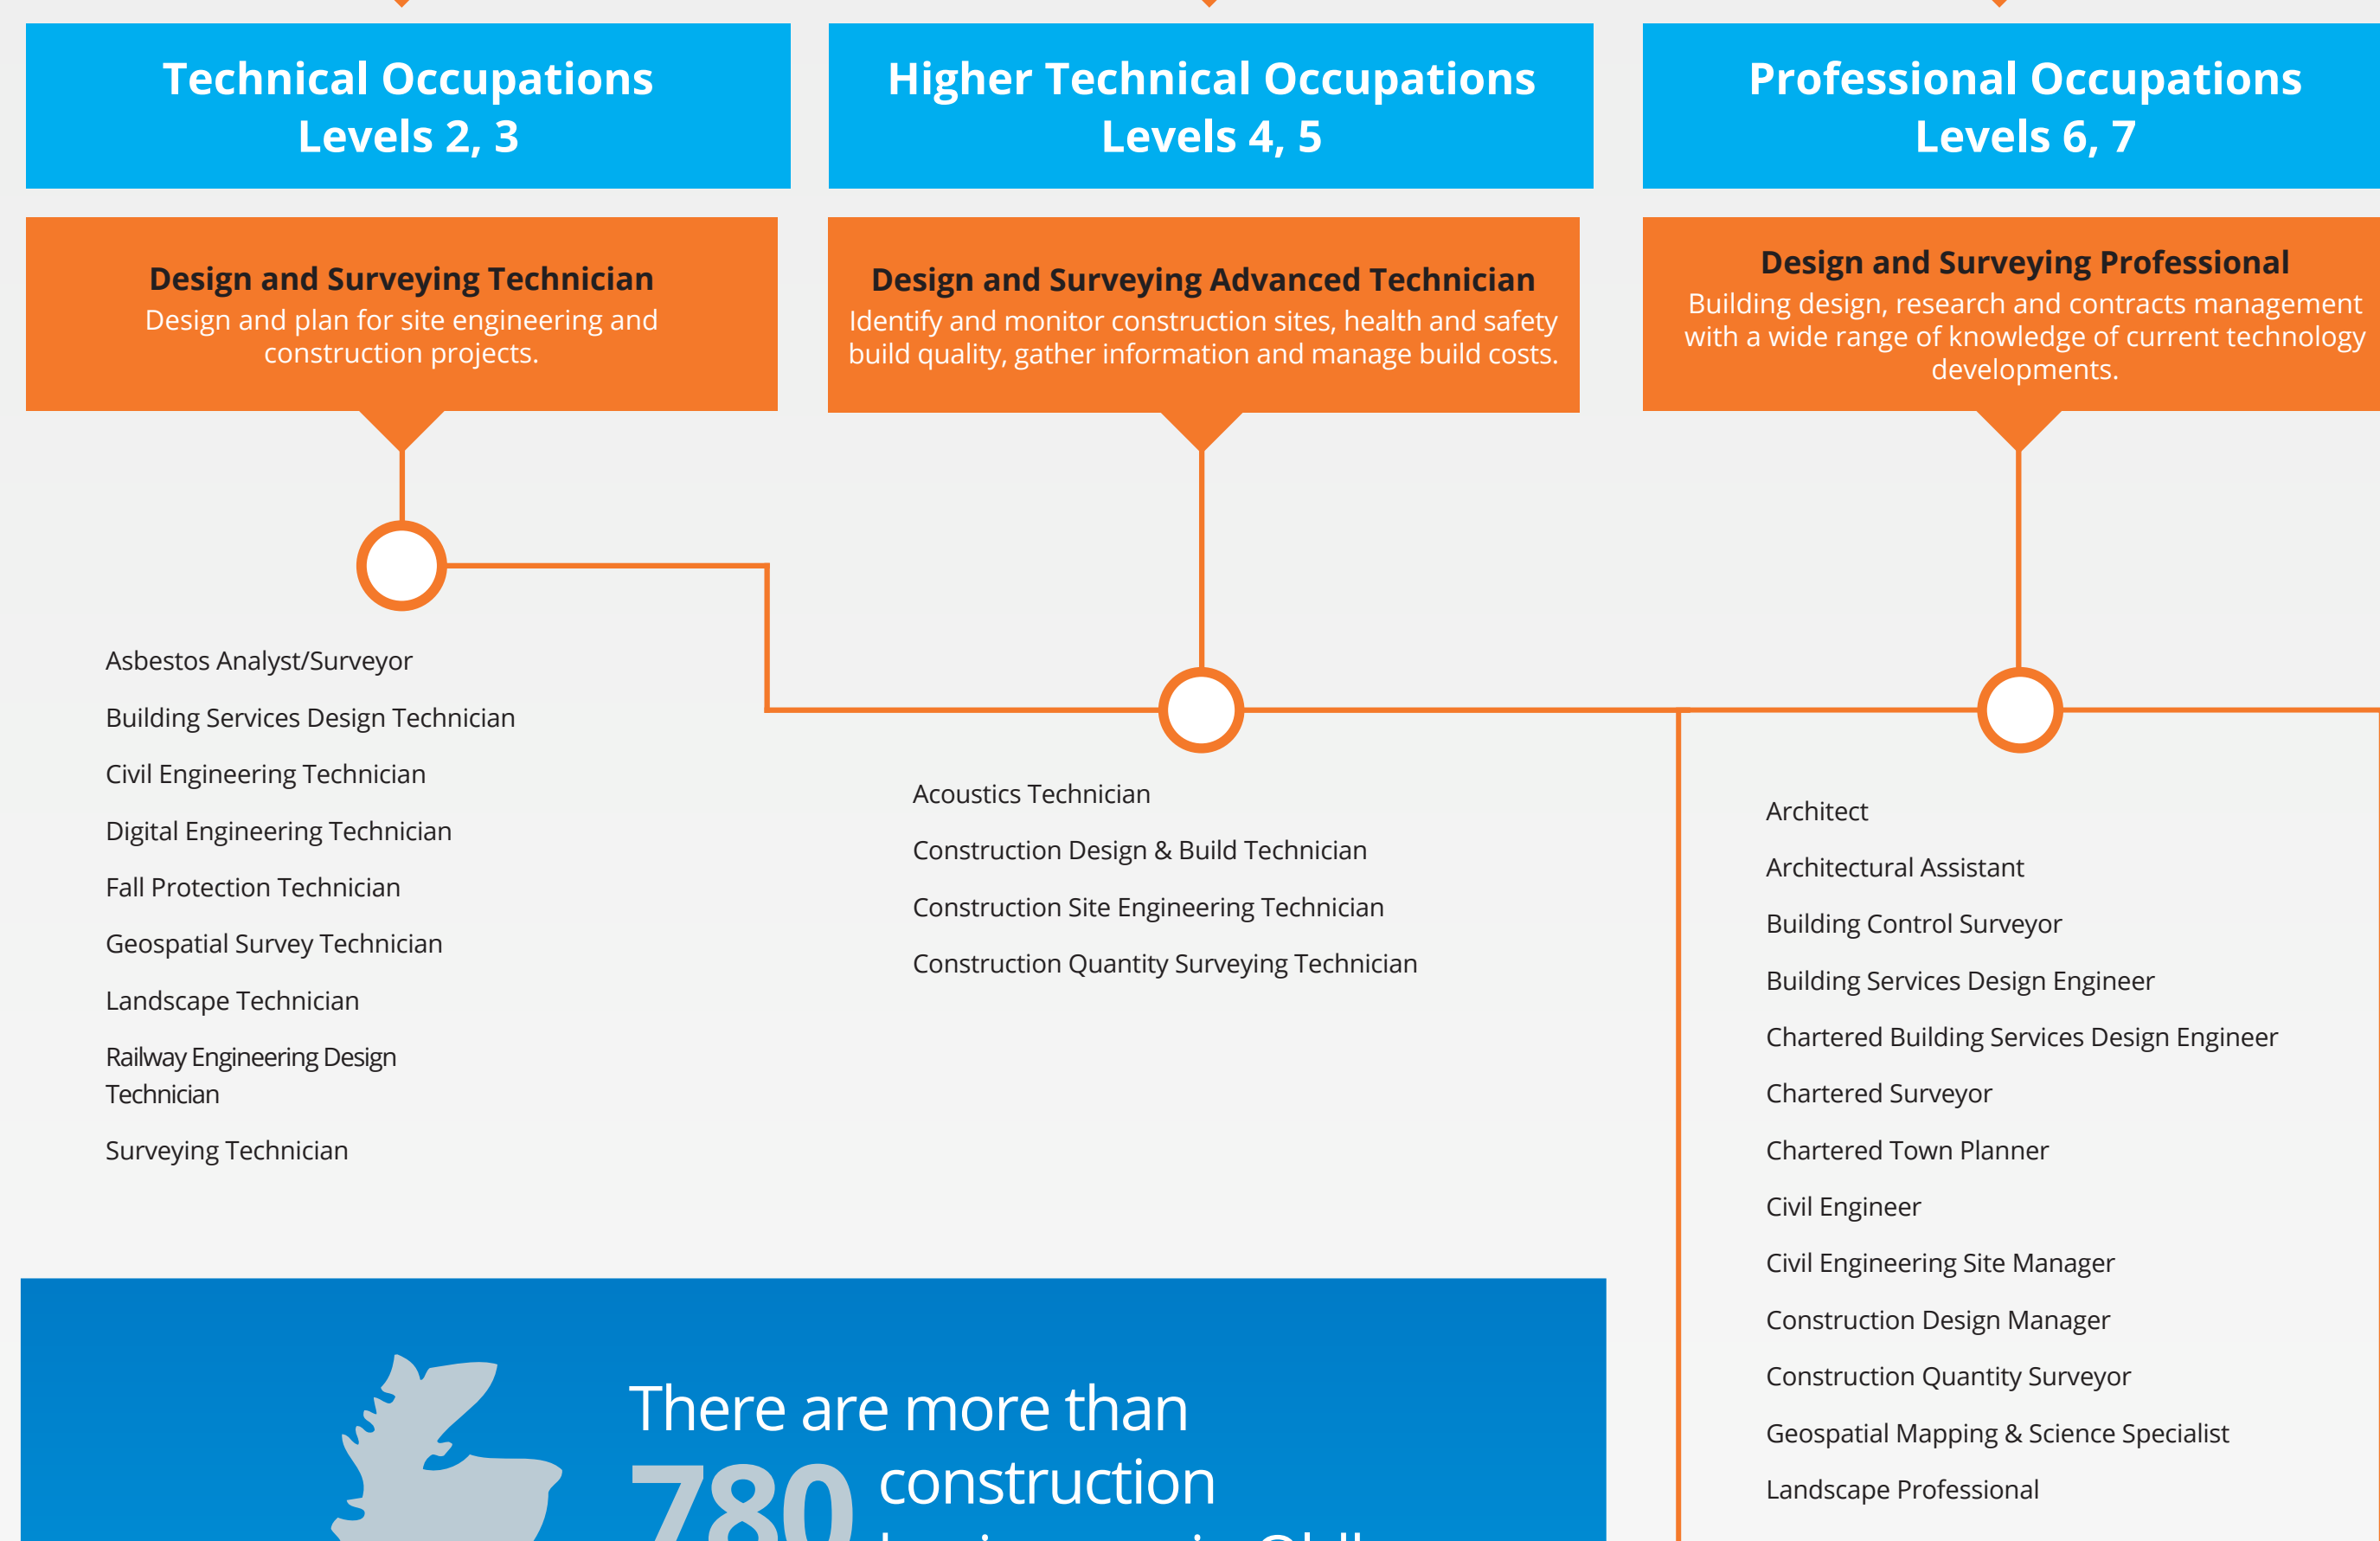 Technical Occupations
Levels 2, 3
Higher Technical Occupations
Levels 4, 5
Professional Occupations
Levels 6, 7
Design and Surveying Technician
Design and plan for site engineering and
construction projects.
Design and Surveying Advanced Technician
Identify and monitor construction sites, health and safety
build quality, gather information and manage build costs.
Design and Surveying Professional
Building design, research and contracts management
with a wide range of knowledge of current technology
developments.
Asbestos Analyst/Surveyor
Building Services Design Technician
Civil Engineering Technician
Digital Engineering Technician
Fall Protection Technician
Geospatial Survey Technician
Landscape Technician
Railway Engineering Design
Technician
Surveying Technician
Acoustics Technician
Construction Design & Build Technician
Construction Site Engineering Technician
Construction Quantity Surveying Technician
Architect
Architectural Assistant
Building Control Surveyor
Building Services Design Engineer
Chartered Building Services Design Engineer
Chartered Surveyor
Chartered Town Planner
Civil Engineer
Civil Engineering Site Manager
Construction Design Manager
Construction Quantity Surveyor
Geospatial Mapping & Science Specialist
Landscape Professional
There are more than
780 construction